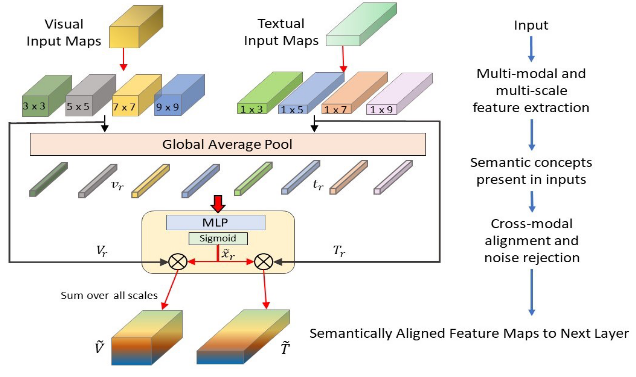 Visual
Input Maps
Textual
Input Maps
Input
3 x 3
5 x 5
7 x 7
9 x 9
1 x 3
1 x 5
1 x 7
1 x 9
Multi-modal and
multi-scale
feature extraction
Global Average Pool
v_r
t_r
Semantic concepts
present in inputs
MLP
Sigmoid
x̃_r
V_r
T_r
Cross-modal
alignment and
noise rejection
Sum over all scales
Ṽ
T̃
Semantically Aligned Feature Maps to Next Layer